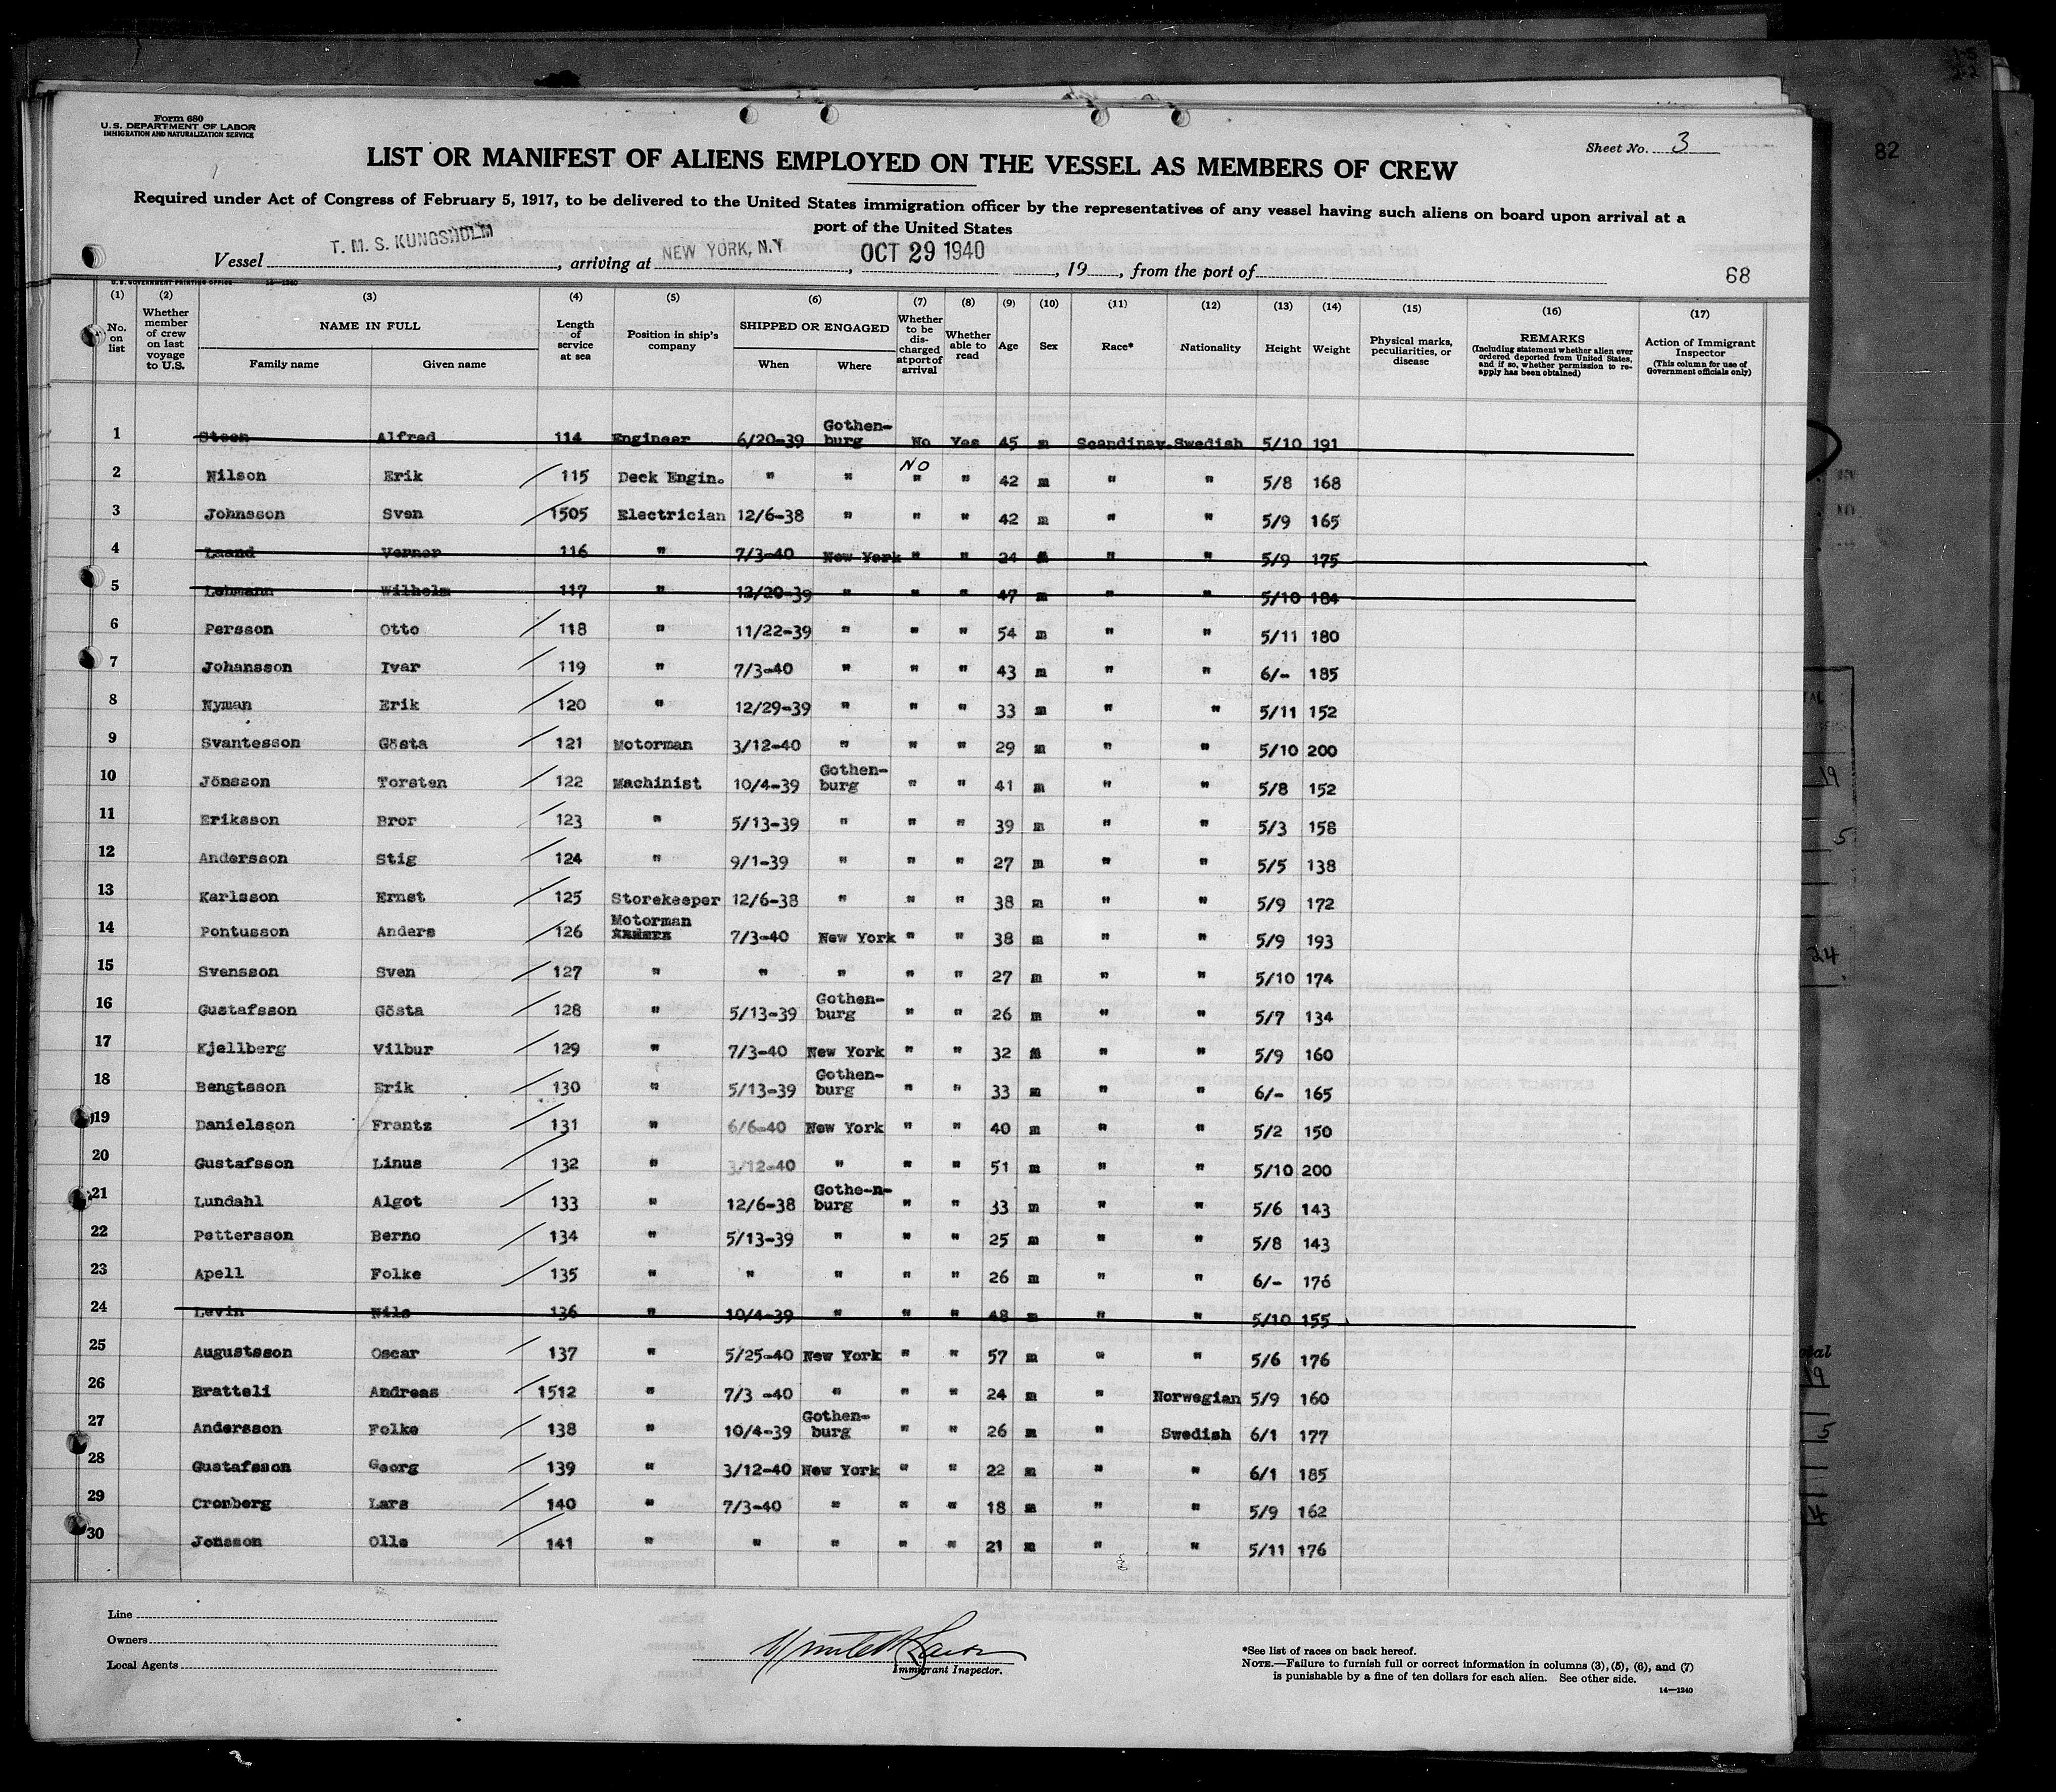 Form 680
U. S. DEPARTMENT OF LABOR
IMMIGRATION AND NATURALIZATION SERVICE
Sheet No. 3
LIST OR MANIFEST OF ALIENS EMPLOYED ON THE VESSEL AS MEMBERS OF CREW
Required under Act of Congress of February 5, 1917, to be delivered to the United States immigration officer by the representatives of any vessel having such aliens on board upon arrival at a
port of the United States
Vessel T. M. S. KUNGSHOLM, arriving at NEW YORK, N.Y., OCT 29 1940, 19, from the port of
68
82
U. S. GOVERNMENT PRINTING OFFICE 14—1240
(1) (2) (3) (4) (5) (6) (7) (8) (9) (10) (11) (12) (13) (14) (15) (16) (17)
No. on list
Whether member of crew on last voyage to U.S.
NAME IN FULL
Family name Given name
Length of service at sea
Position in ship's company
SHIPPED OR ENGAGED
When Where
Whether to be discharged at port of arrival
Whether able to read
Age
Sex
Race*
Nationality
Height
Weight
Physical marks, peculiarities, or disease
REMARKS
(Including statement whether alien ever ordered deported from United States, and if so, whether permission to reapply has been obtained)
Action of Immigrant Inspector
(This column for use of Government officials only)
1 Steen Alfred 114 Engineer 6/20-39 Gothen-burg No Yes 45 m Scandinav. Swedish 5/10 191
2 Nilson Erik 115 Deck Engin. " " NO " " 42 m " " 5/8 168
3 Johnsson Sven 1505 Electrician 12/6-38 " " " 42 m " " 5/9 165
4 Laand Verner 116 " 7/3-40 New York " " 24 m " " 5/9 175
5 Lehmann Wilhelm 117 " 12/20-39 " " " 47 m " " 5/10 184
6 Persson Otto 118 " 11/22-39 " " " 54 m " " 5/11 180
7 Johansson Ivar 119 " 7/3-40 " " " 43 m " " 6/- 185
8 Nyman Erik 120 " 12/29-39 " " " 33 m " " 5/11 152
9 Svantesson Gösta 121 Motorman 3/12-40 " " " 29 m " " 5/10 200
10 Jönsson Torsten 122 Machinist 10/4-39 Gothen-burg " " 41 m " " 5/8 152
11 Eriksson Bror 123 " 5/13-39 " " " 39 m " " 5/3 158
12 Andersson Stig 124 " 9/1-39 " " " 27 m " " 5/5 138
13 Karlsson Ernst 125 Storekeeper 12/6-38 " " " 38 m " " 5/9 172
14 Pontusson Anders 126 Motorman 7/3-40 New York " " 38 m " " 5/9 193
15 Svensson Sven 127 " " " " " 27 m " " 5/10 174
16 Gustafsson Gösta 128 " 5/13-39 Gothen-burg " " 26 m " " 5/7 134
17 Kjellberg Vilbur 129 " 7/3-40 New York " " 32 m " " 5/9 160
18 Bengtsson Erik 130 " 5/13-39 Gothen-burg " " 33 m " " 6/- 165
19 Danielsson Frantz 131 " 6/6-40 New York " " 40 m " " 5/2 150
20 Gustafsson Linus 132 " 3/12-40 " " " 51 m " " 5/10 200
21 Lundahl Algot 133 " 12/6-38 Gothe-n-burg " " 33 m " " 5/6 143
22 Pettersson Berno 134 " 5/13-39 " " " 25 m " " 5/8 143
23 Apell Folke 135 " " " " " 26 m " " 6/- 176
24 Levin Nils 136 " 10/4-39 " " " 48 m " " 5/10 155
25 Augustsson Oscar 137 " 5/25-40 New York " " 57 m " " 5/6 176
26 Bratteli Andreas 1512 " 7/3 -40 " " " 24 m " Norwegian 5/9 160
27 Andersson Folke 138 " 10/4-39 Gothen-burg " " 26 m " Swedish 6/1 177
28 Gustafsson Georg 139 " 3/12-40 New York " " 22 m " " 6/1 185
29 Cronberg Lars 140 " 7/3-40 " " " 18 m " " 5/9 162
30 Jonsson Olle 141 " " " " " 21 m " " 5/11 176
Line
Owners
Local Agents
Immigrant Inspector.
*See list of races on back hereof.
NOTE.—Failure to furnish full or correct information in columns (3), (5), (6), and (7)
is punishable by a fine of ten dollars for each alien. See other side.
14—1240